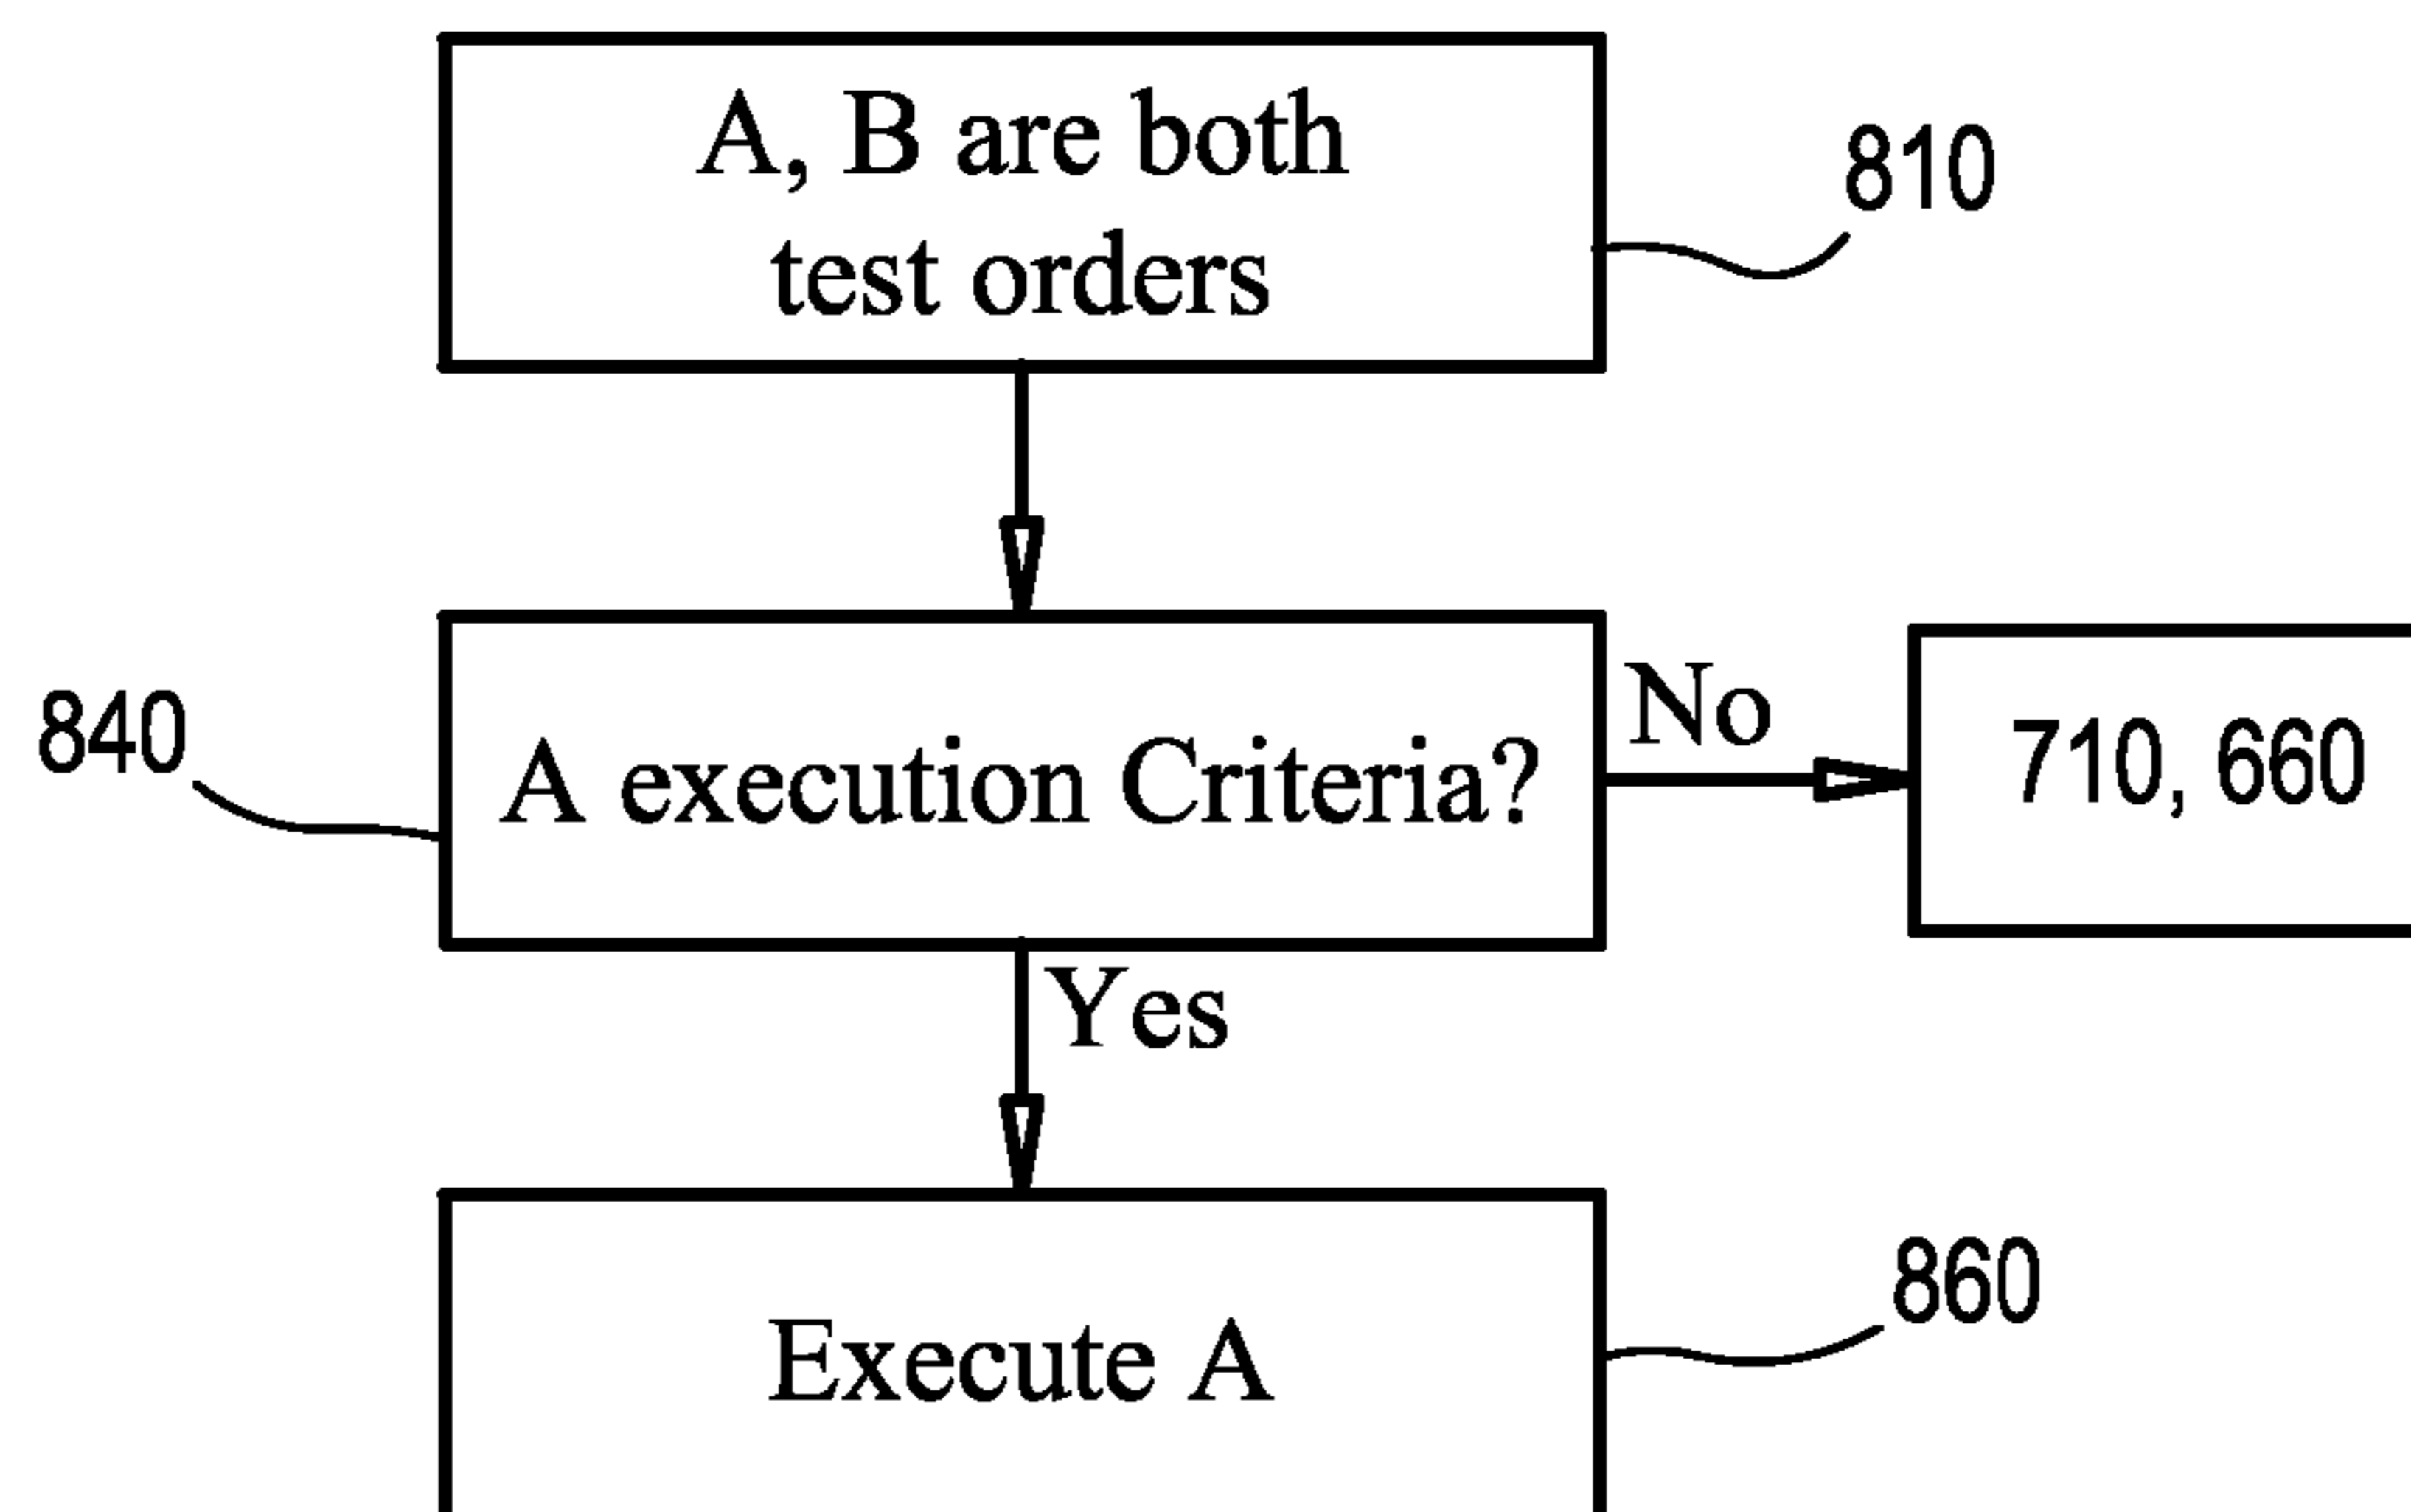 A, B are both
test orders
810
840
A execution Criteria?
No
710, 660
Yes
Execute A
860